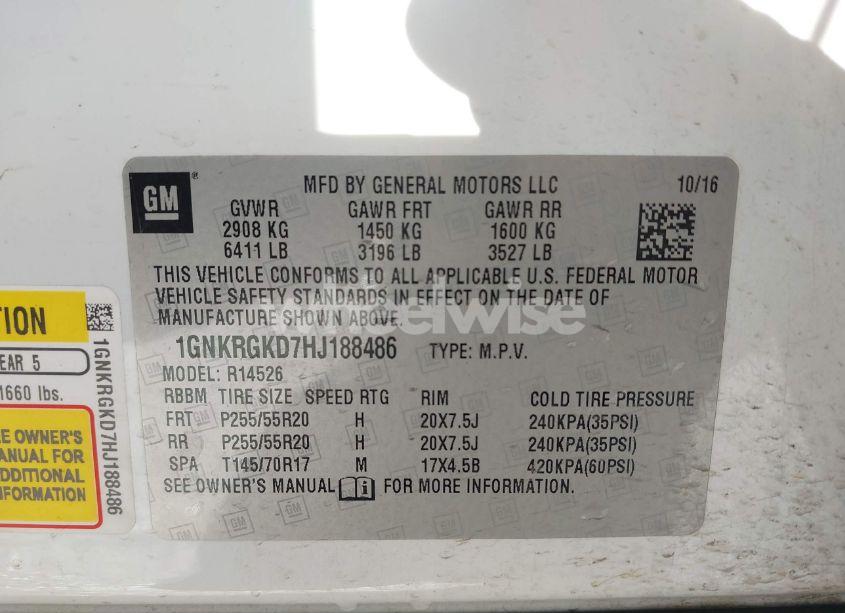 GM
MFD BY GENERAL MOTORS LLC 10/16
GVWR GAWR FRT GAWR RR
2908 KG 1450 KG 1600 KG
6411 LB 3196 LB 3527 LB
THIS VEHICLE CONFORMS TO ALL APPLICABLE U.S. FEDERAL MOTOR
VEHICLE SAFETY STANDARDS IN EFFECT ON THE DATE OF
MANUFACTURE SHOWN ABOVE.
1GNKRGKD7HJ188486 TYPE: M.P.V.
MODEL: R14526
RBBM TIRE SIZE SPEED RTG RIM COLD TIRE PRESSURE
FRT P255/55R20 H 20X7.5J 240KPA(35PSI)
RR P255/55R20 H 20X7.5J 240KPA(35PSI)
SPA T145/70R17 M 17X4.5B 420KPA(60PSI)
SEE OWNER'S MANUAL FOR MORE INFORMATION.
EAR 5
1660 lbs.
OWNER'S
ANUAL FOR
DDITIONAL
NFORMATION
1GNKRGKD7HJ188486